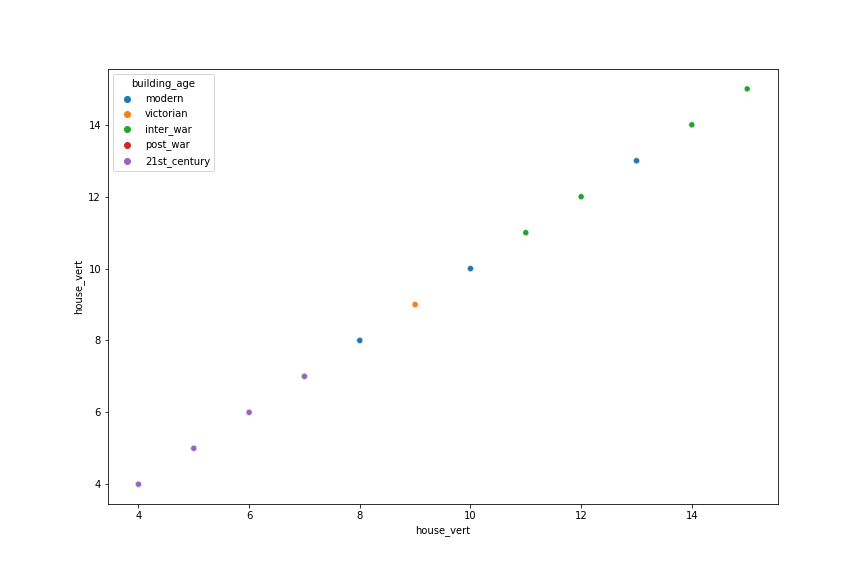 building_age
modern
victorian
inter_war
post_war
21st_century
14
12
10
8
6
4
house_vert
4 6 8 10 12 14
house_vert